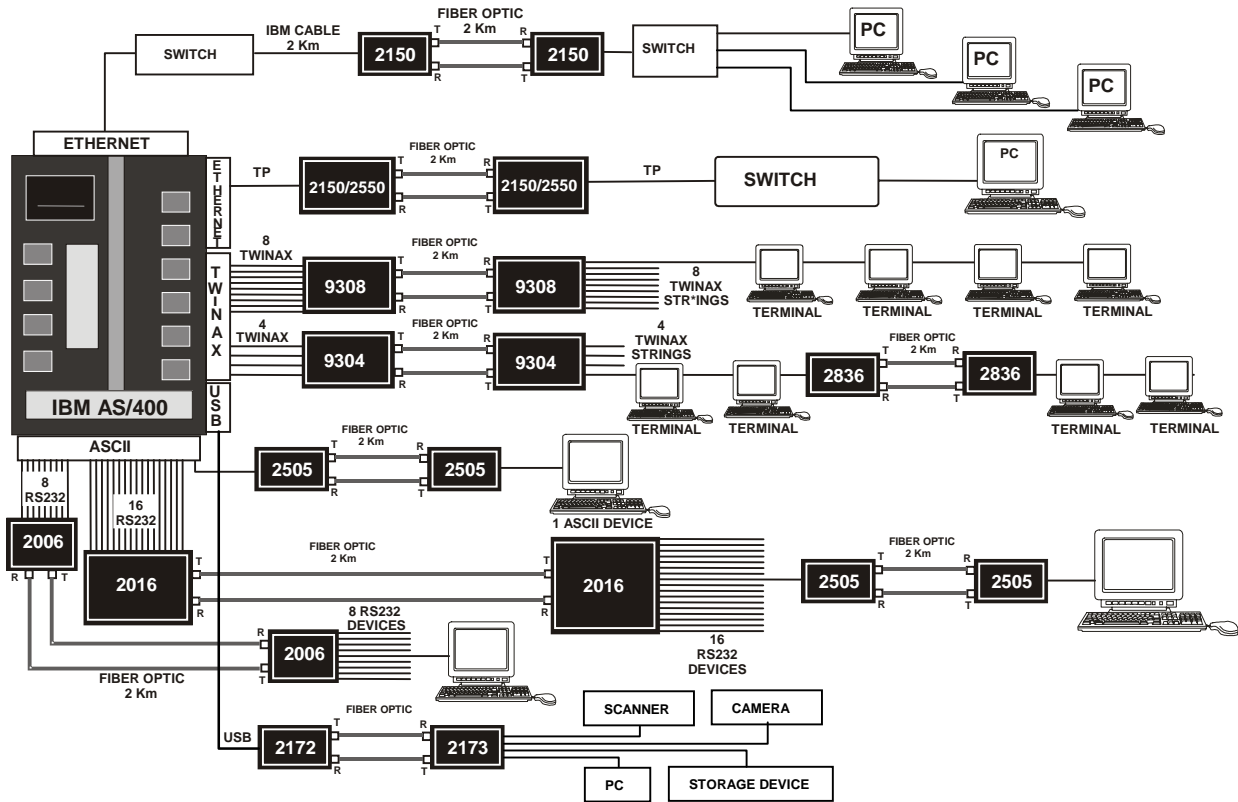 SWITCH
IBM CABLE
2 Km
2150
T
R
FIBER OPTIC
2 Km
R
T
2150
SWITCH
PC
PC
PC
ETHERNET
ETHERNET
TP
2150/2550
T
R
FIBER OPTIC
2 Km
R
T
2150/2550
TP
SWITCH
PC
TWINAX
8
TWINAX
9308
T
R
FIBER OPTIC
2 Km
R
T
9308
8
TWINAX
STR*INGS
TERMINAL
TERMINAL
TERMINAL
TERMINAL
4
TWINAX
9304
T
R
FIBER OPTIC
2 Km
R
T
9304
4
TWINAX
STRINGS
TERMINAL
TERMINAL
2836
T
R
FIBER OPTIC
2 Km
R
T
2836
TERMINAL
TERMINAL
IBM AS/400
USB
ASCII
2505
T
R
FIBER OPTIC
2 Km
R
T
2505
1 ASCII DEVICE
8
RS232
16
RS232
2006
R
T
2016
T
R
FIBER OPTIC
2 Km
T
R
2016
16
RS232
DEVICES
2505
T
R
FIBER OPTIC
2 Km
R
T
2505
FIBER OPTIC
2 Km
R
T
2006
8 RS232
DEVICES
USB
2172
T
R
FIBER OPTIC
R
T
2173
SCANNER
CAMERA
PC
STORAGE DEVICE